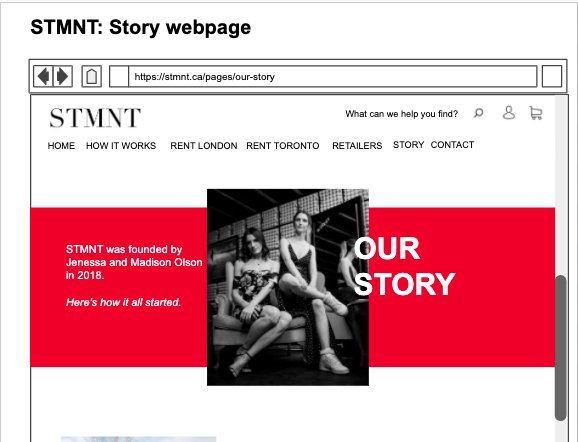 STMNT: Story webpage
https://stmnt.ca/pages/our-story
STMNT
What can we help you find?
HOME HOW IT WORKS RENT LONDON RENT TORONTO RETAILERS STORY CONTACT
STMNT was founded by
Jenessa and Madison Olson
in 2018.
Here's how it all started.
OUR
STORY